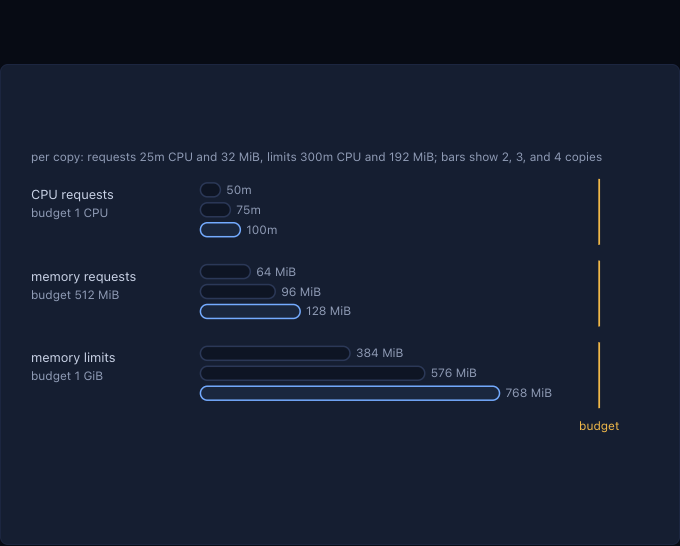 per copy: requests 25m CPU and 32 MiB, limits 300m CPU and 192 MiB; bars show 2, 3, and 4 copies
CPU requests
budget 1 CPU
50m
75m
100m
memory requests
budget 512 MiB
64 MiB
96 MiB
128 MiB
memory limits
budget 1 GiB
384 MiB
576 MiB
768 MiB
budget